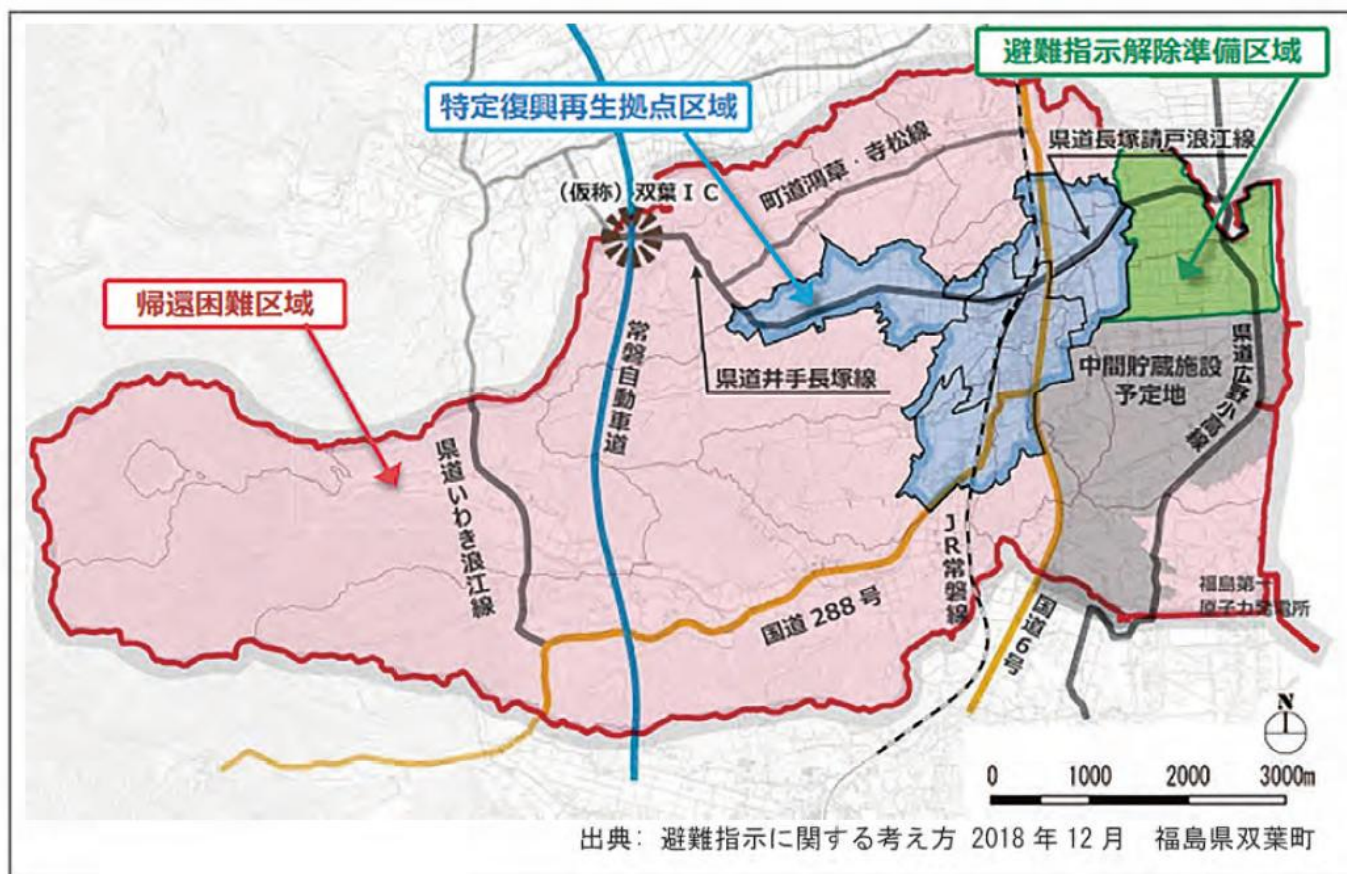 避難指示解除準備区域
特定復興再生拠点区域
県道長塚請戸浪江線
町道鴻草・寺松線
(仮称)双葉IC
帰還困難区域
常磐自動車道
県道井手長塚線
中間貯蔵施設
予定地
県道広野小高線
県道いわき浪江線
JR常磐線
国道288号
国道6号
福島第一
原子力発電所
N
0 1000 2000 3000m
出典: 避難指示に関する考え方 2018年12月 福島県双葉町